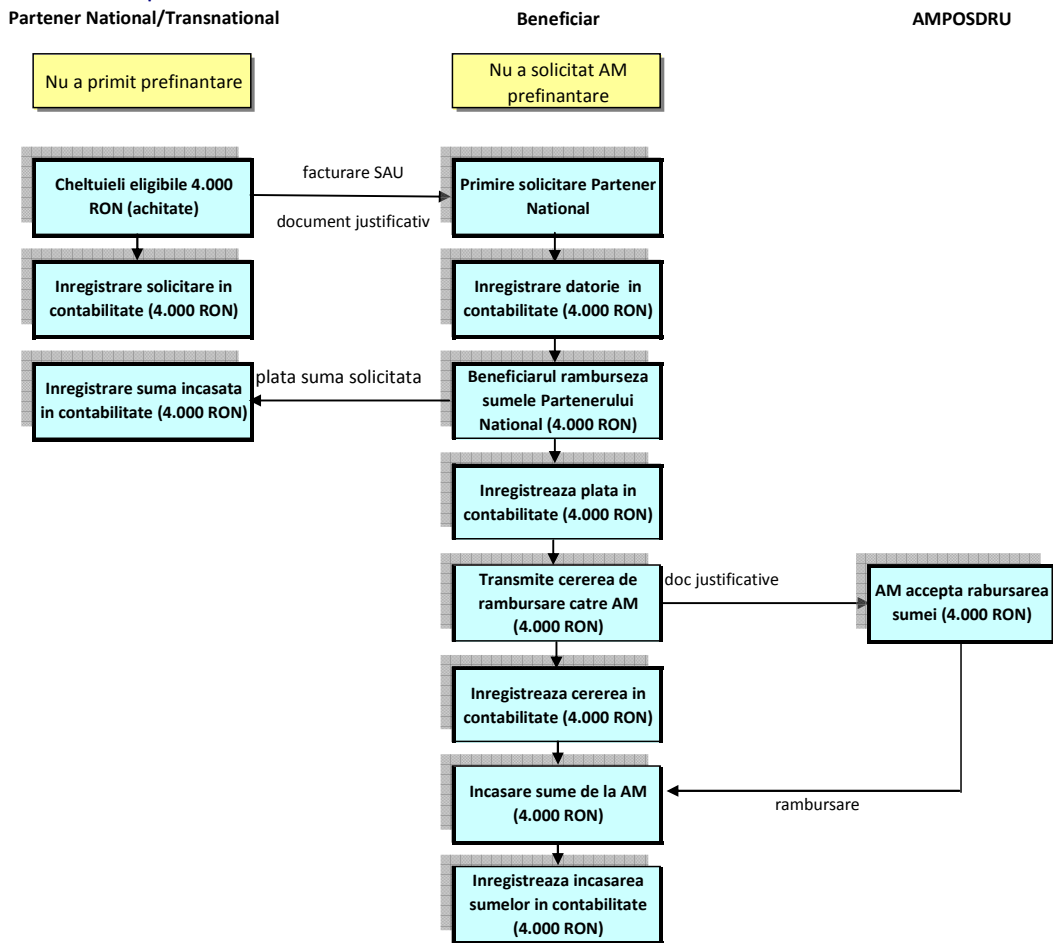 Partener National/Transnational
Beneficiar
AMPOSDRU
Nu a primit prefinantare
Nu a solicitat AM
prefinantare
Cheltuieli eligibile 4.000
RON (achitate)
facturare SAU
document justificativ
Primire solicitare Partener
National
Inregistrare solicitare in
contabilitate (4.000 RON)
Inregistrare datorie in
contabilitate (4.000 RON)
Inregistrare suma incasata
in contabilitate (4.000 RON)
plata suma solicitata
Beneficiarul ramburseza
sumele Partenerului
National (4.000 RON)
Inregistreaza plata in
contabilitate (4.000 RON)
Transmite cererea de
rambursare catre AM
(4.000 RON)
doc justificative
AM accepta rabursarea
sumei (4.000 RON)
Inregistreaza cererea in
contabilitate (4.000 RON)
Incasare sume de la AM
(4.000 RON)
rambursare
Inregistreaza incasarea
sumelor in contabilitate
(4.000 RON)